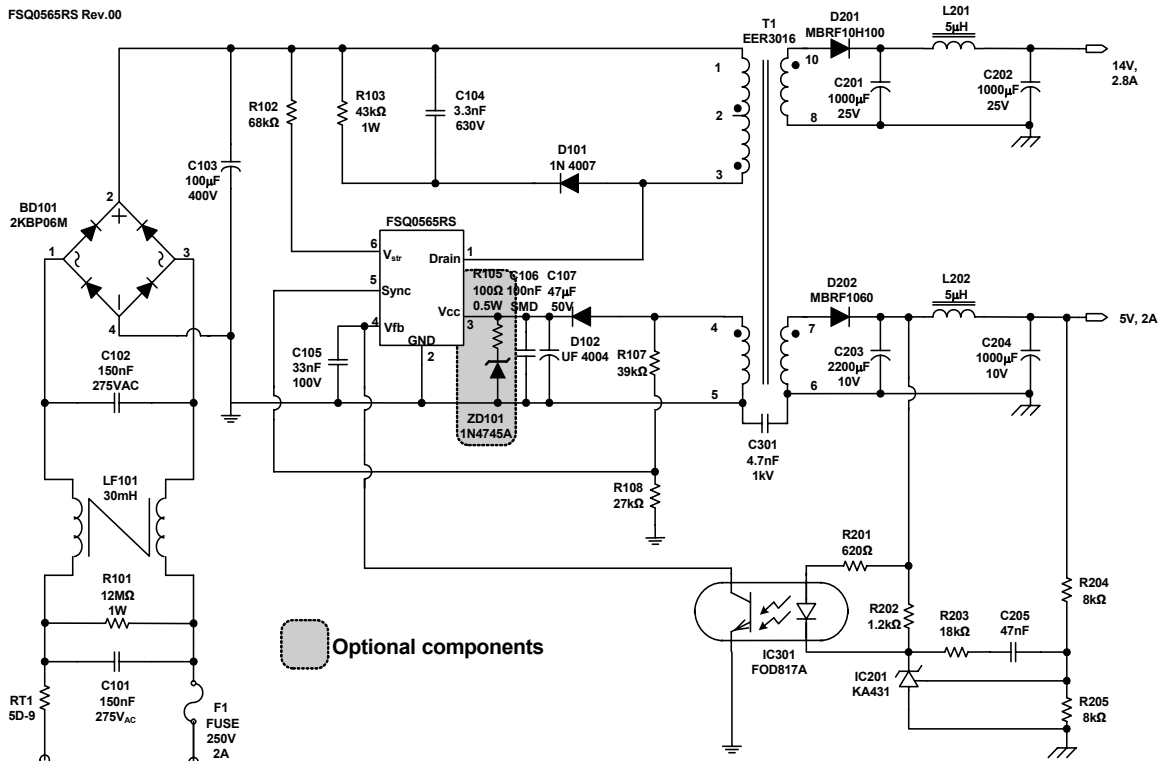 FSQ0565RS Rev.00
T1
EER3016
D201
MBRF10H100
L201
5μH
1
10
14V,
2.8A
C201
1000μF
25V
C202
1000μF
25V
R102
68kΩ
R103
43kΩ
1W
C104
3.3nF
630V
2
8
D101
1N 4007
3
C103
100μF
400V
BD101
2KBP06M
2
1
3
4
FSQ0565RS
6
Vstr
Drain
1
5
Sync
4
Vfb
Vcc
3
GND
2
R105
100Ω
0.5W
C106
100nF
SMD
C107
47μF
50V
D102
UF 4004
R107
39kΩ
4
5
D202
MBRF1060
L202
5μH
7
5V, 2A
C203
2200μF
10V
C204
1000μF
10V
6
C105
33nF
100V
ZD101
1N4745A
C102
150nF
275VAC
C301
4.7nF
1kV
R108
27kΩ
LF101
30mH
R101
12MΩ
1W
R201
620Ω
R202
1.2kΩ
R203
18kΩ
C205
47nF
R204
8kΩ
Optional components
IC301
FOD817A
IC201
KA431
R205
8kΩ
C101
150nF
275VAC
RT1
5D-9
F1
FUSE
250V
2A